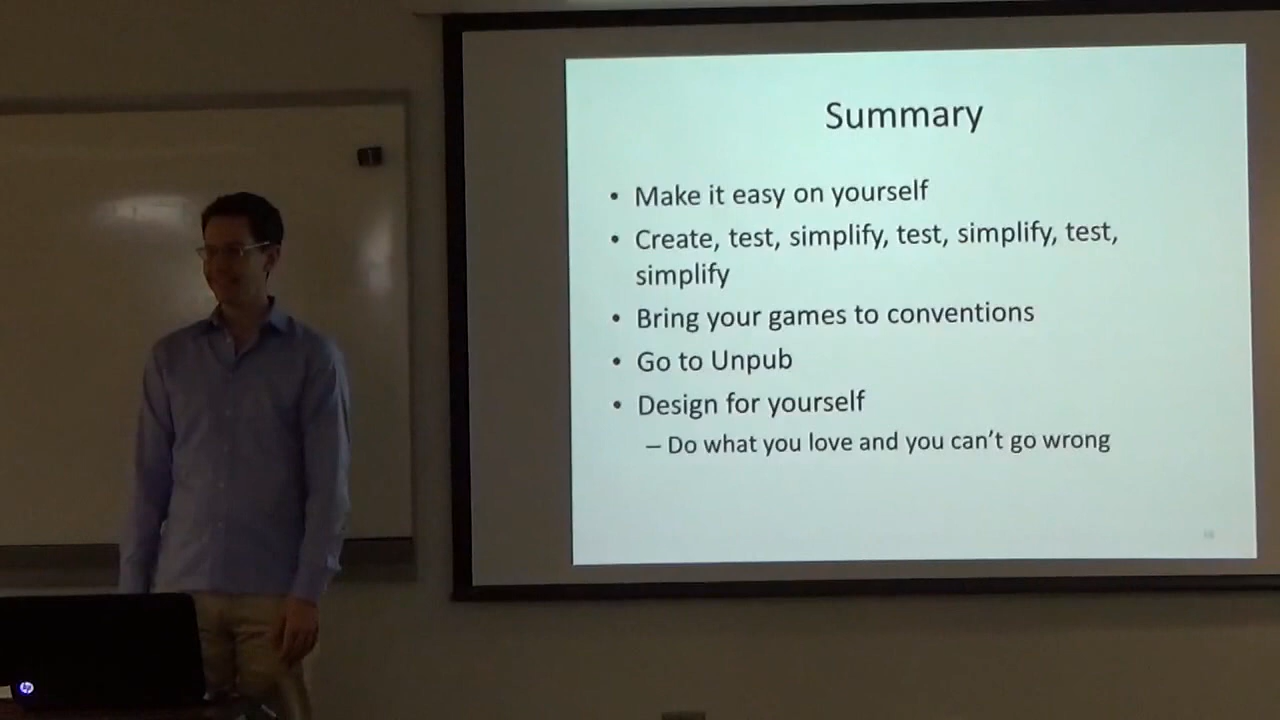 Summary
• Make it easy on yourself
• Create, test, simplify, test, simplify, test,
simplify
• Bring your games to conventions
• Go to Unpub
• Design for yourself
– Do what you love and you can't go wrong
hp